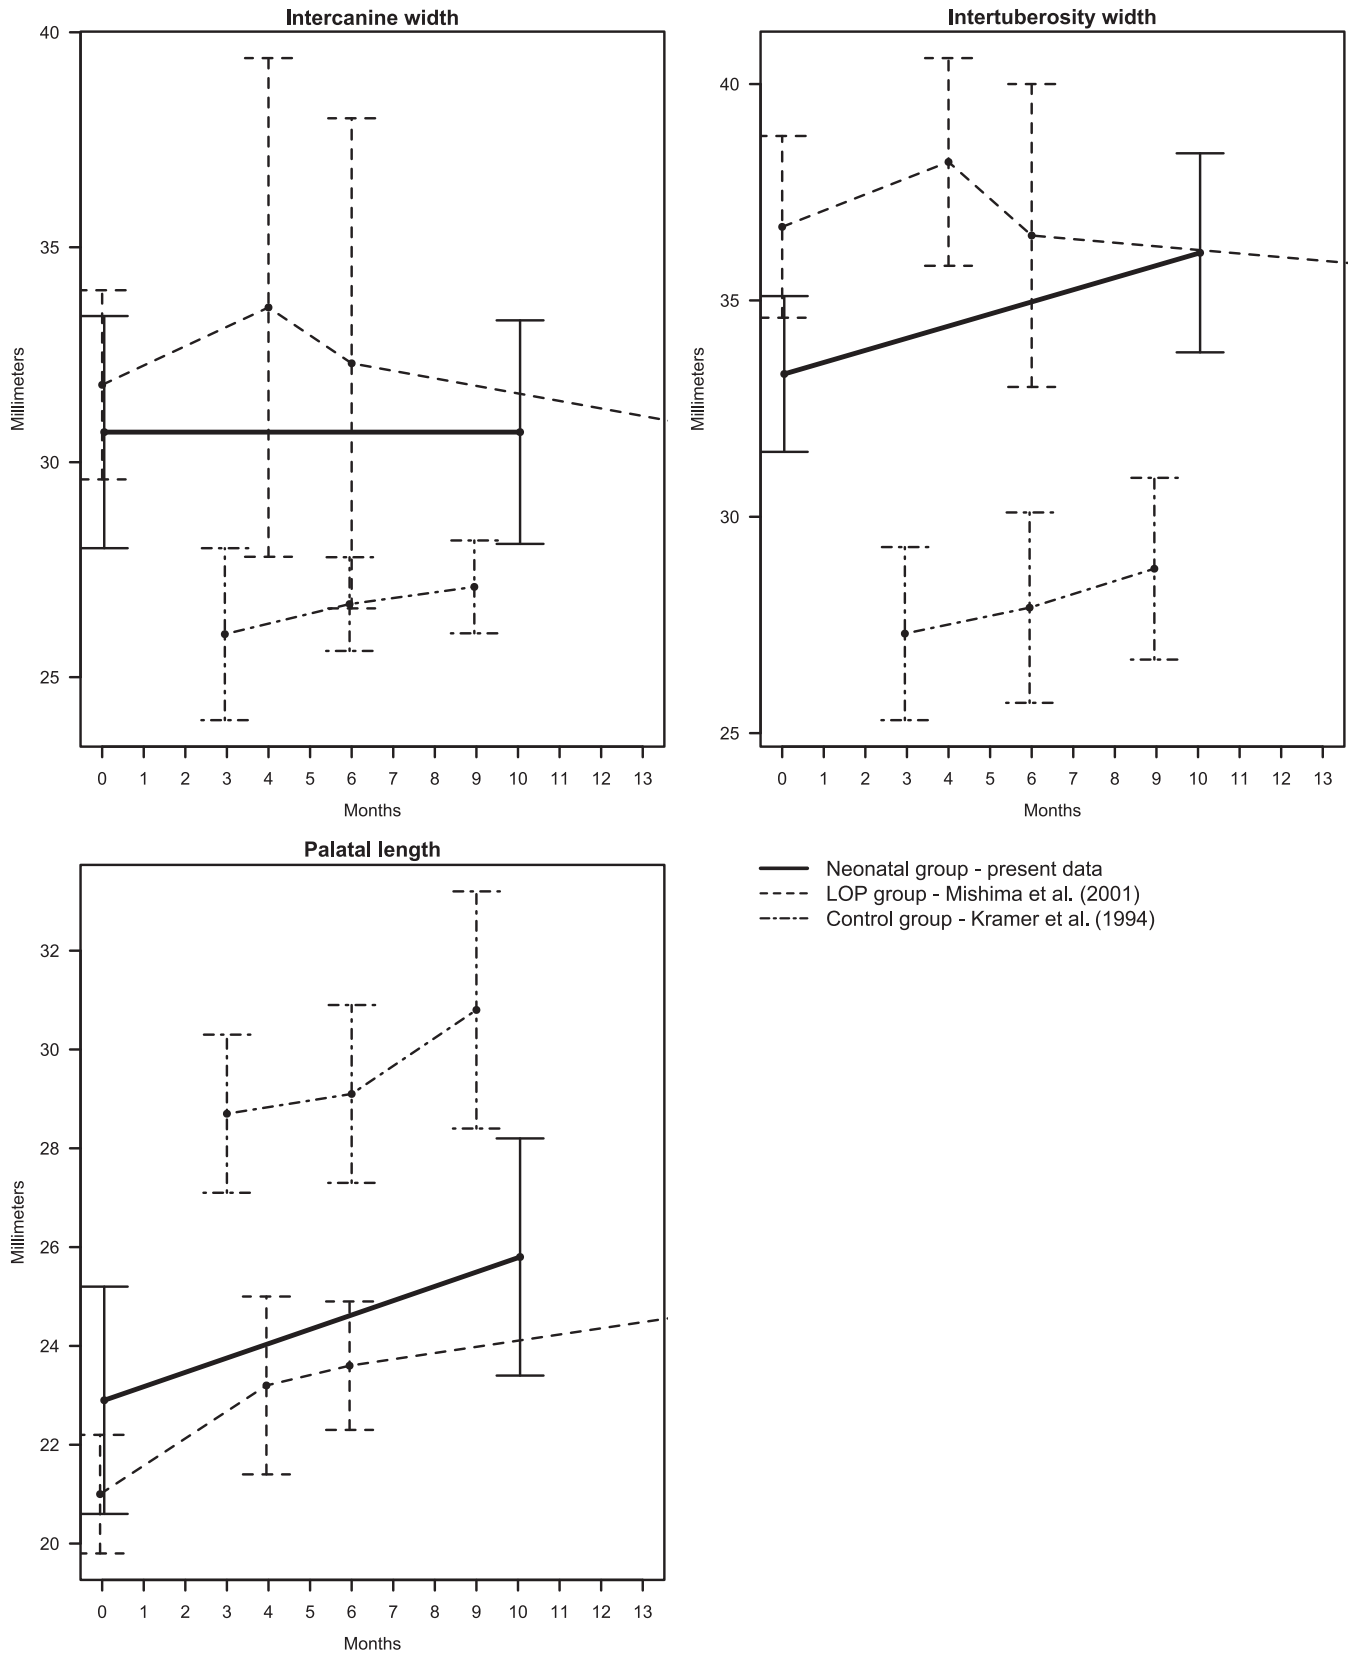 Intercanine width
40
35
30
25
Millimeters
0 1 2 3 4 5 6 7 8 9 10 11 12 13
Months
Intertuberosity width
40
35
30
25
Millimeters
0 1 2 3 4 5 6 7 8 9 10 11 12 13
Months
Palatal length
32
30
28
26
24
22
20
Millimeters
0 1 2 3 4 5 6 7 8 9 10 11 12 13
Months
Neonatal group - present data
LOP group - Mishima et al. (2001)
Control group - Kramer et al. (1994)